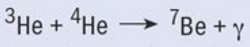 ³He + ⁴He ⟶ ⁷Be + γ